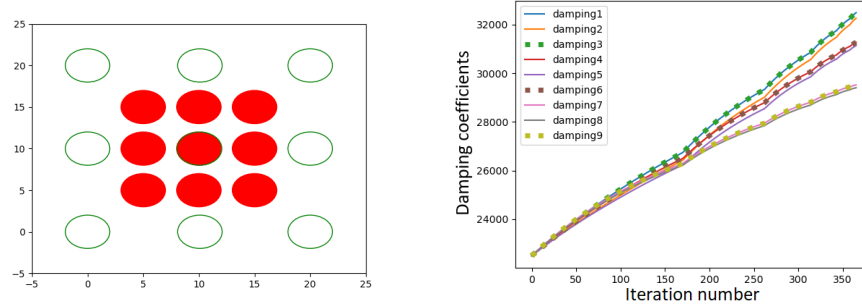 25
20
15
10
5
0
−5
−5 0 5 10 15 20 25
Damping coefficients
32000
30000
28000
26000
24000
damping1
damping2
damping3
damping4
damping5
damping6
damping7
damping8
damping9
0 50 100 150 200 250 300 350
Iteration number